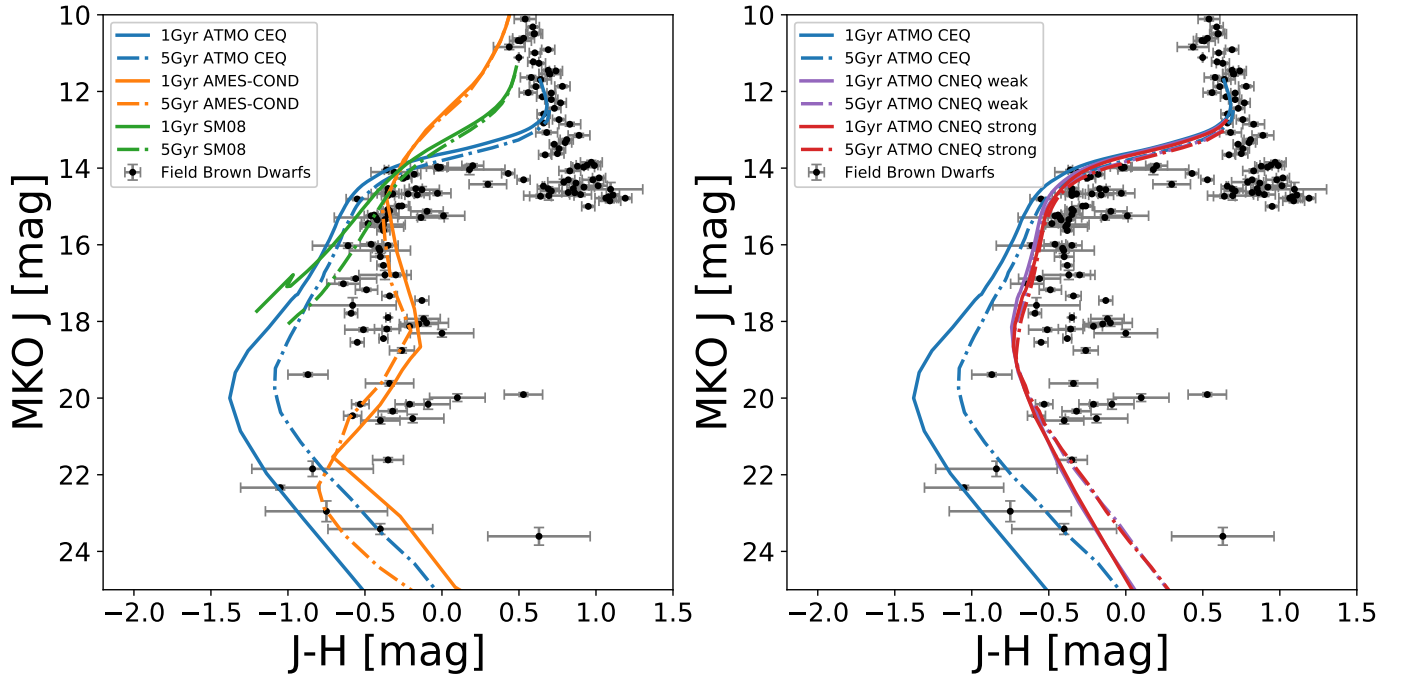 10
12
14
16
18
20
22
24
MKO J [mag]
1Gyr ATMO CEQ
5Gyr ATMO CEQ
1Gyr AMES-COND
5Gyr AMES-COND
1Gyr SM08
5Gyr SM08
Field Brown Dwarfs
−2.0 −1.5 −1.0 −0.5 0.0 0.5 1.0 1.5
J-H [mag]
10
12
14
16
18
20
22
24
MKO J [mag]
1Gyr ATMO CEQ
5Gyr ATMO CEQ
1Gyr ATMO CNEQ weak
5Gyr ATMO CNEQ weak
1Gyr ATMO CNEQ strong
5Gyr ATMO CNEQ strong
Field Brown Dwarfs
−2.0 −1.5 −1.0 −0.5 0.0 0.5 1.0 1.5
J-H [mag]